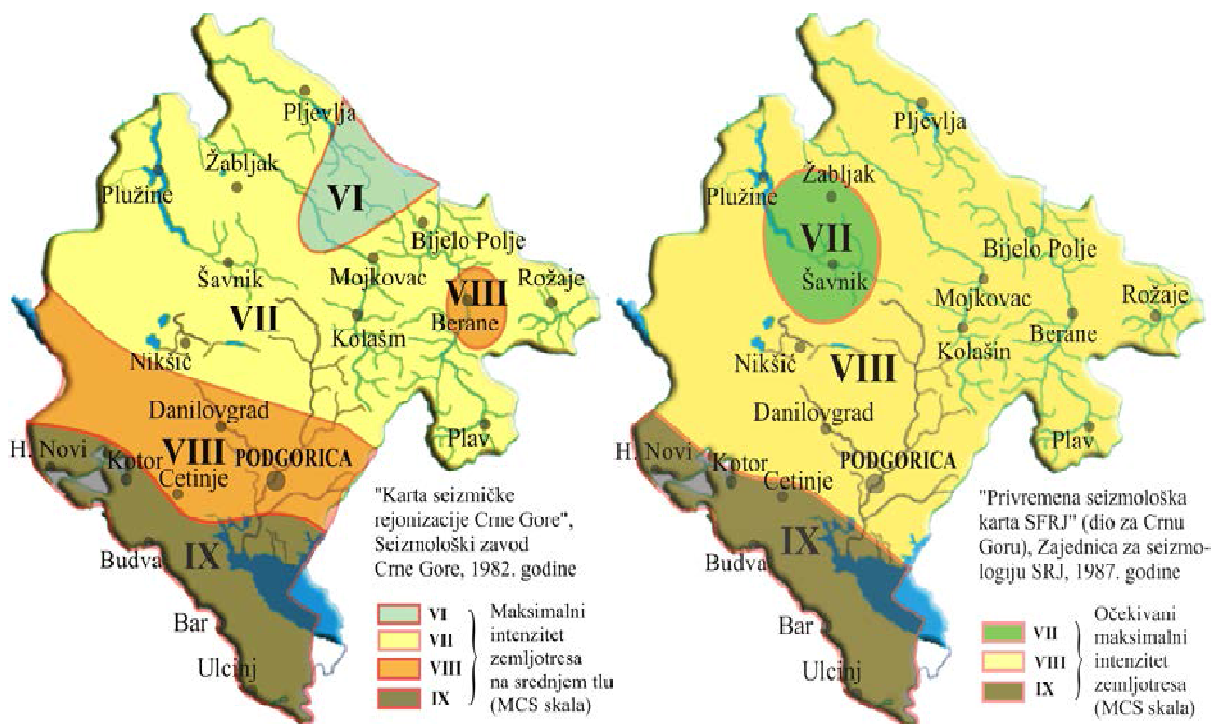 Pljevlja
Žabljak
Plužine
VI
Bijelo Polje
Šavnik
Mojkovac
VIII
Rožaje
VII
Berane
Kolašin
Nikšić
Danilovgrad
Plav
VIII
H. Novi
Kotor
PODGORICA
Cetinje
IX
Budva
Bar
Ulcinj
"Karta seizmičke
rejonizacije Crne Gore",
Seizmološki zavod
Crne Gore, 1982. godine
VI
VII
VIII
IX
Maksimalni
intenzitet
zemljotresa
na srednjem tlu
(MCS skala)
Pljevlja
Žabljak
Plužine
VII
Bijelo Polje
Šavnik
Mojkovac
Rožaje
Berane
Kolašin
Nikšić
VIII
Danilovgrad
Plav
H. Novi
Kotor
PODGORICA
Cetinje
IX
Budva
Bar
Ulcinj
"Privremena seizmološka
karta SFRJ" (dio za Crnu
Goru), Zajednica za seizmo-
logiju SRJ, 1987. godine
VII
VIII
IX
Očekivani
maksimalni
intenzitet
zemljotresa
(MCS skala)